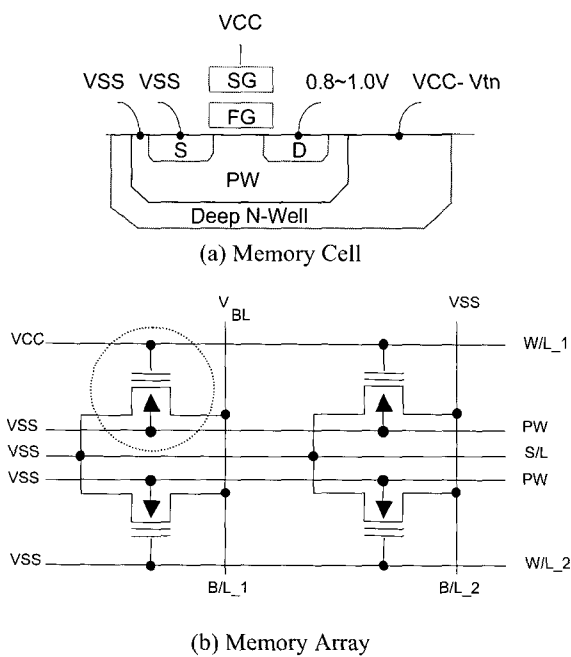 VCC
VSS VSS SG 0.8~1.0V VCC- Vtn
FG
S D
PW
Deep N-Well
(a) Memory Cell
V BL VSS
VCC W/L_1
VSS PW
VSS S/L
VSS PW
VSS W/L_2
B/L_1 B/L_2
(b) Memory Array